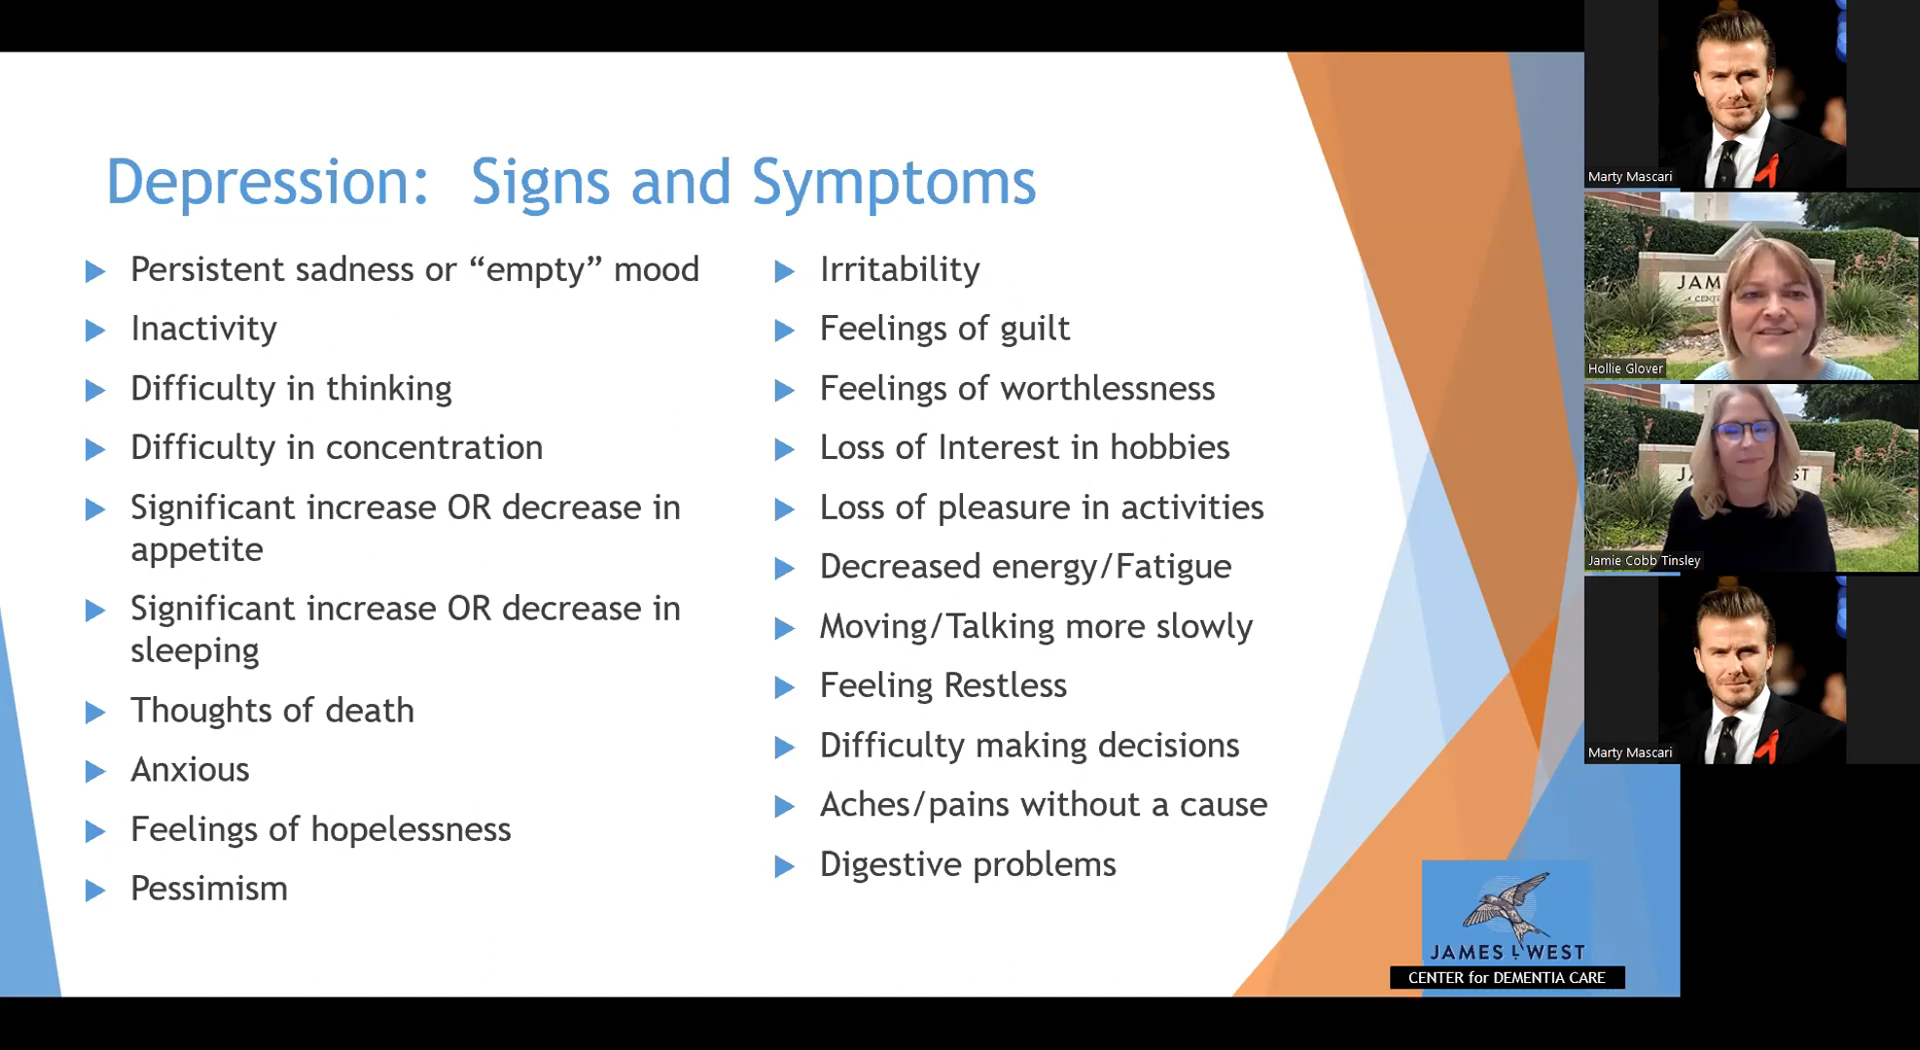 Depression: Signs and Symptoms
Persistent sadness or “empty” mood
Inactivity
Difficulty in thinking
Difficulty in concentration
Significant increase OR decrease in
appetite
Significant increase OR decrease in
sleeping
Thoughts of death
Anxious
Feelings of hopelessness
Pessimism
Irritability
Feelings of guilt
Feelings of worthlessness
Loss of Interest in hobbies
Loss of pleasure in activities
Decreased energy/Fatigue
Moving/Talking more slowly
Feeling Restless
Difficulty making decisions
Aches/pains without a cause
Digestive problems
JAMES L WEST
CENTER for DEMENTIA CARE
Marty Mascari
Hollie Glover
Jamie Cobb Tinsley
Marty Mascari